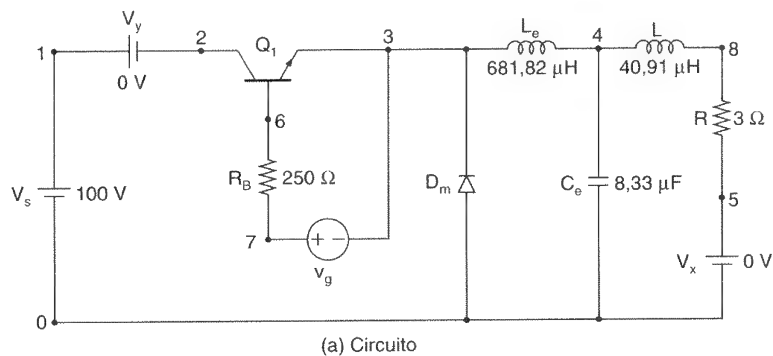 V_y
0 V
1
2
Q_1
3
L_e
681,82 µH
4
L
40,91 µH
8
6
R_B
250 Ω
R
3 Ω
V_s
100 V
D_m
C_e
8,33 µF
5
7
+ −
v_g
V_x
0 V
0
(a) Circuito